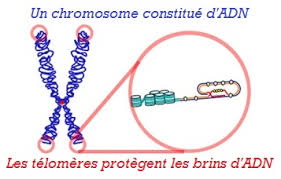 Un chromosome constitué d'ADN
Les télomères protègent les brins d'ADN